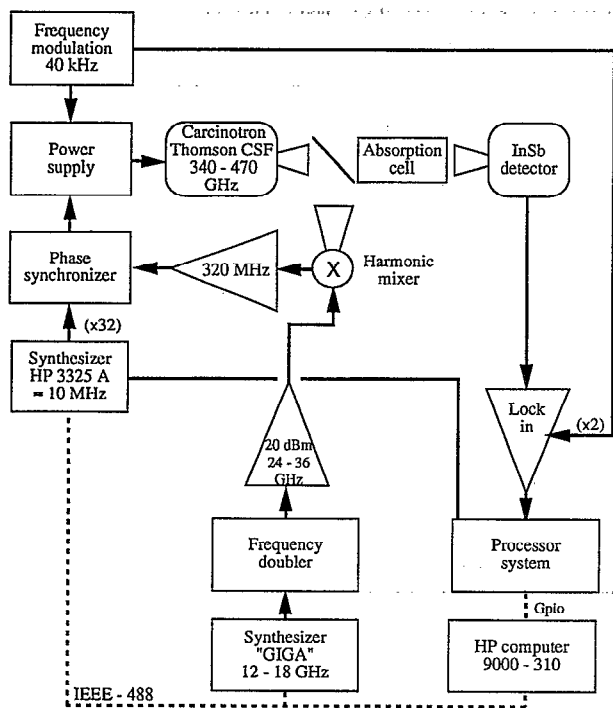 Frequency
modulation
40 kHz
Power
supply
Carcinotron
Thomson CSF
340 - 470
GHz
Absorption
cell
InSb
detector
Phase
synchronizer
320 MHz
X
Harmonic
mixer
(x32)
Synthesizer
HP 3325 A
≈ 10 MHz
20 dBm
24 - 36
GHz
Lock
in
(x2)
Frequency
doubler
Processor
system
Gpio
Synthesizer
"GIGA"
12 - 18 GHz
HP computer
9000 - 310
IEEE - 488